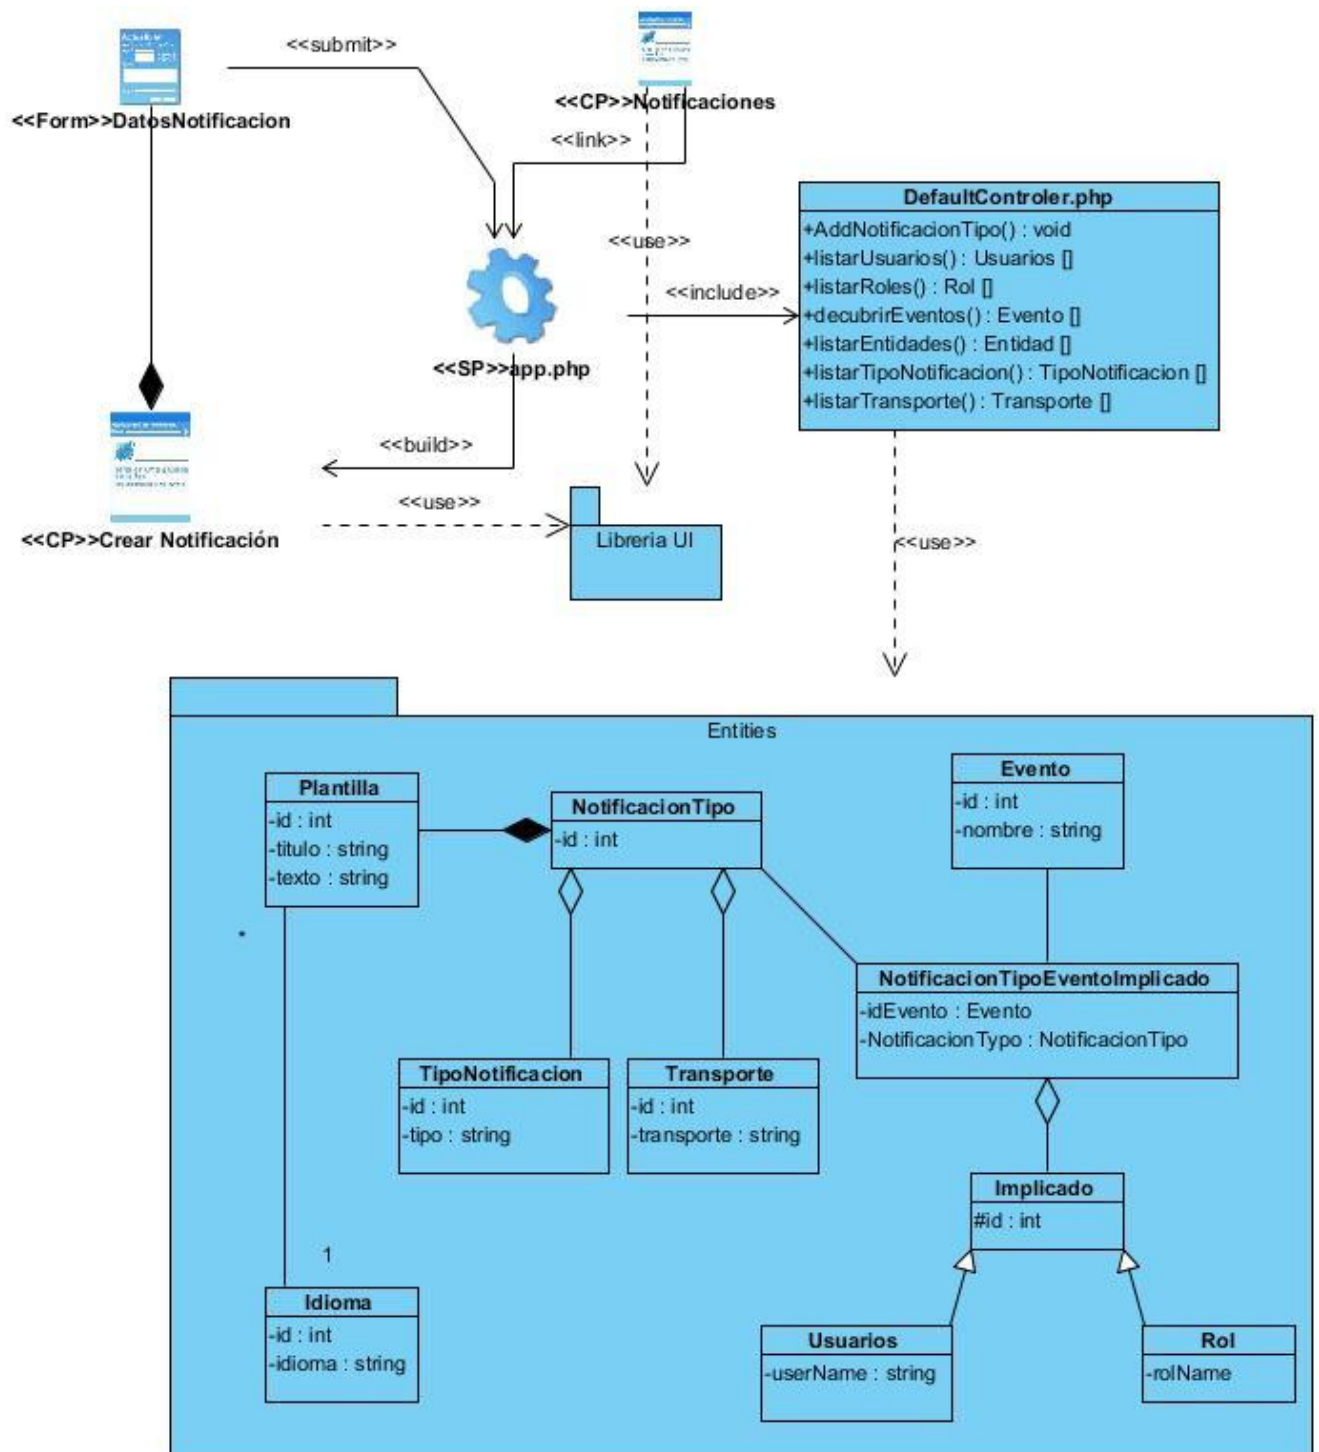 <<submit>>
<<Form>>DatosNotificacion
<<CP>>Notificaciones
<<link>>
<<use>>
DefaultControler.php
+AddNotificacionTipo() : void
+listarUsuarios() : Usuarios []
+listarRoles() : Rol []
+decubrirEventos() : Evento []
+listarEntidades() : Entidad []
+listarTipoNotificacion() : TipoNotificacion []
+listarTransporte() : Transporte []
<<include>>
<<SP>>app.php
<<build>>
<<use>>
<<CP>>Crear Notificación
Libreria UI
<<use>>
Entities
Plantilla
-id : int
-titulo : string
-texto : string
NotificacionTipo
-id : int
Evento
-id : int
-nombre : string
*
NotificacionTipoEventoImplicado
-idEvento : Evento
-NotificacionTypo : NotificacionTipo
TipoNotificacion
-id : int
-tipo : string
Transporte
-id : int
-transporte : string
Implicado
#id : int
1
Idioma
-id : int
-idioma : string
Usuarios
-userName : string
Rol
-rolName